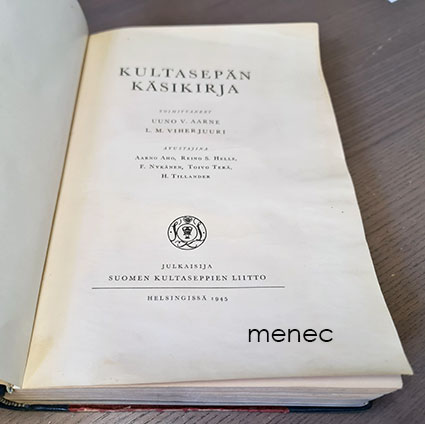 KULTASEPÄN
KÄSIKIRJA
TOIMITTANEET
UUNO V. AARNE
L. M. VIHERJUURI
AVUSTAJINA
AARNO AHO, REINO S. HELLE,
F. NYKÄNEN, TOIVO TERÄ,
H. TILLANDER
JULKAISIJA
SUOMEN KULTASEPPIEN LIITTO
HELSINGISSÄ 1945
menec